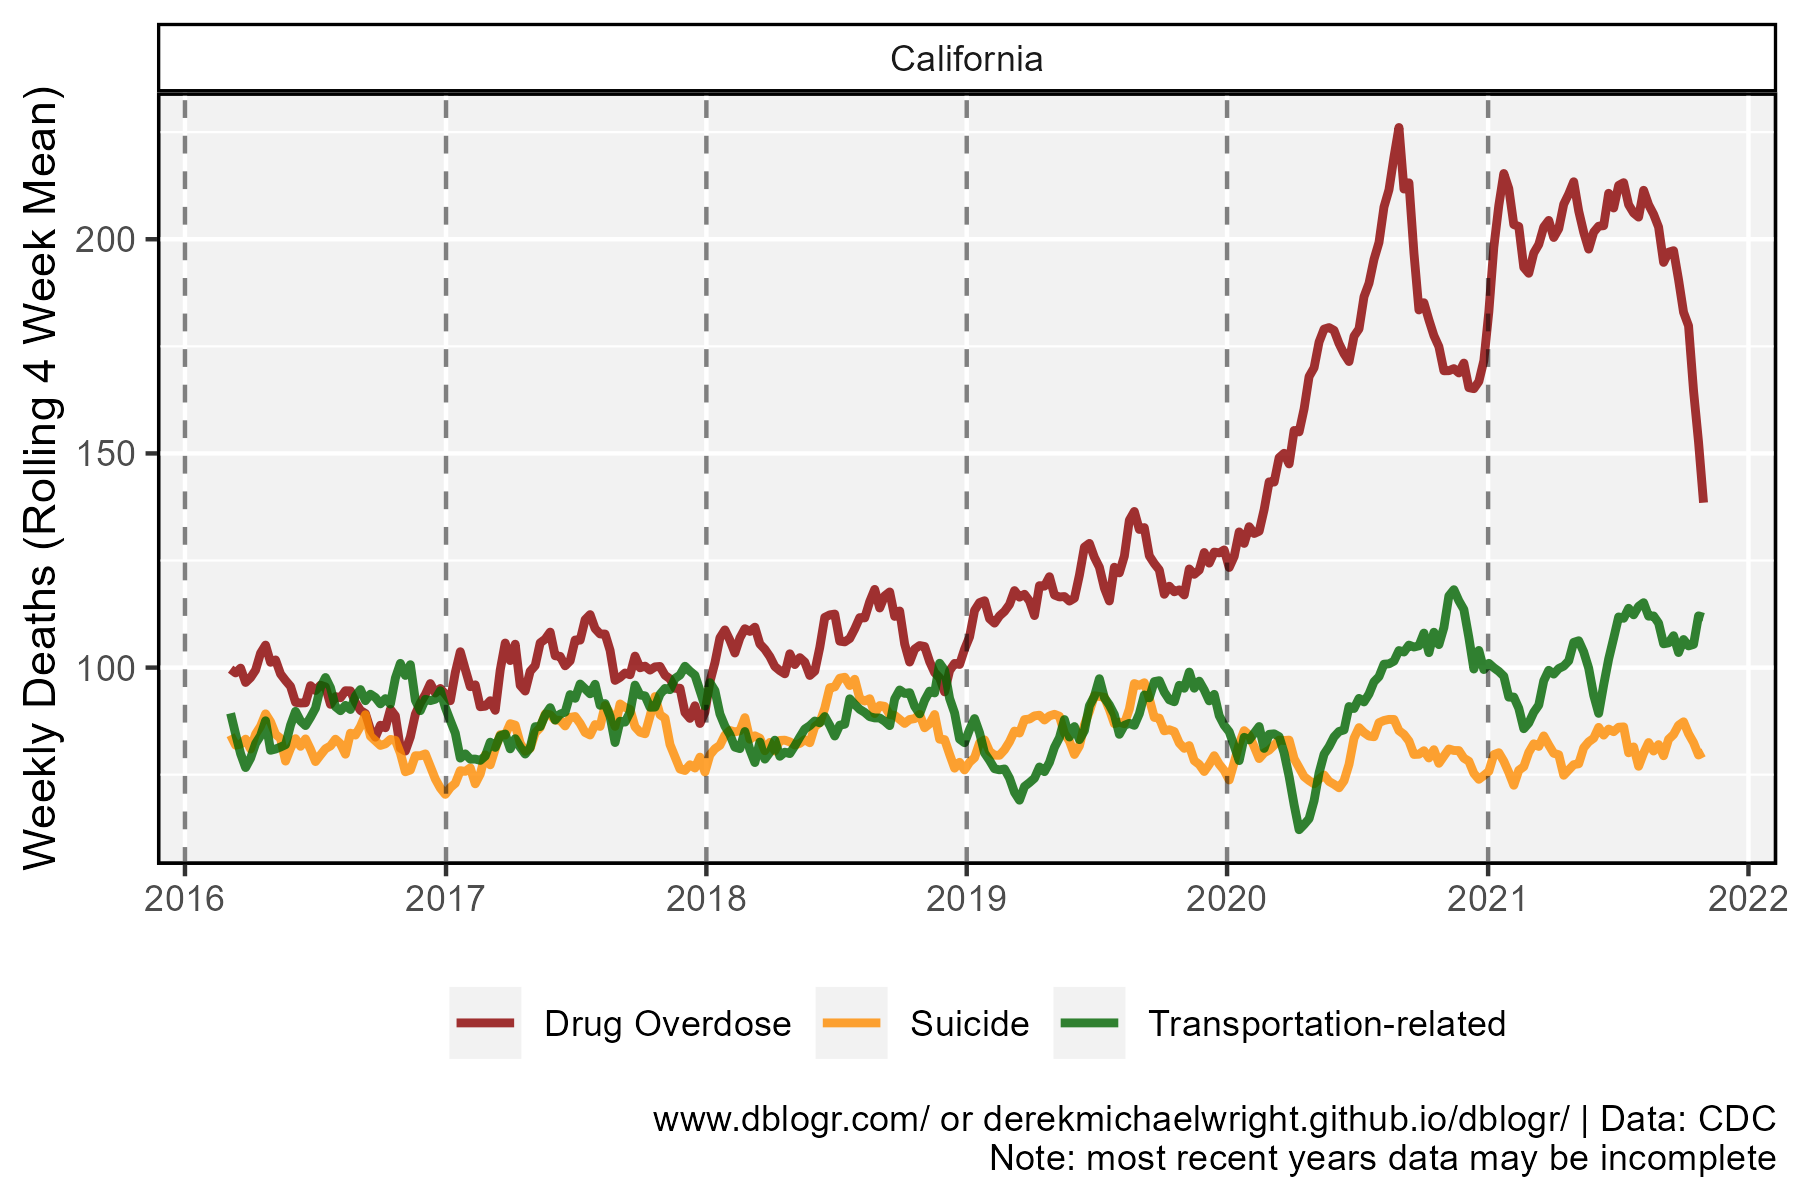 California
Weekly Deaths (Rolling 4 Week Mean)
200
150
100
2016 2017 2018 2019 2020 2021 2022
Drug Overdose Suicide Transportation-related
www.dblogr.com/ or derekmichaelwright.github.io/dblogr/ | Data: CDC
Note: most recent years data may be incomplete